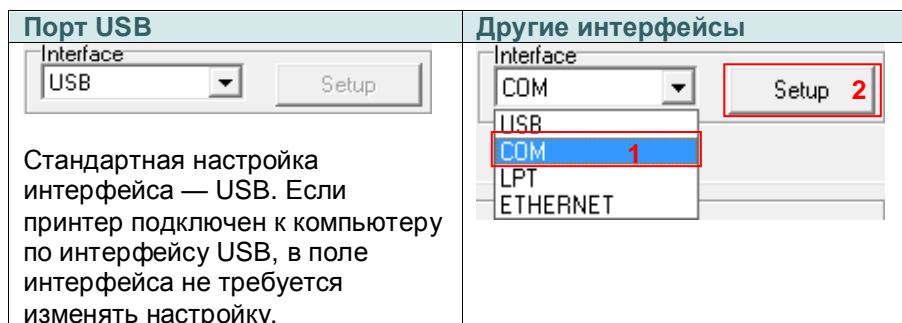 Порт USB
Interface
USB
Setup
Стандартная настройка
интерфейса — USB. Если
принтер подключен к компьютеру
по интерфейсу USB, в поле
интерфейса не требуется
изменять настройку.
Другие интерфейсы
Interface
COM
Setup 2
USB
COM 1
LPT
ETHERNET